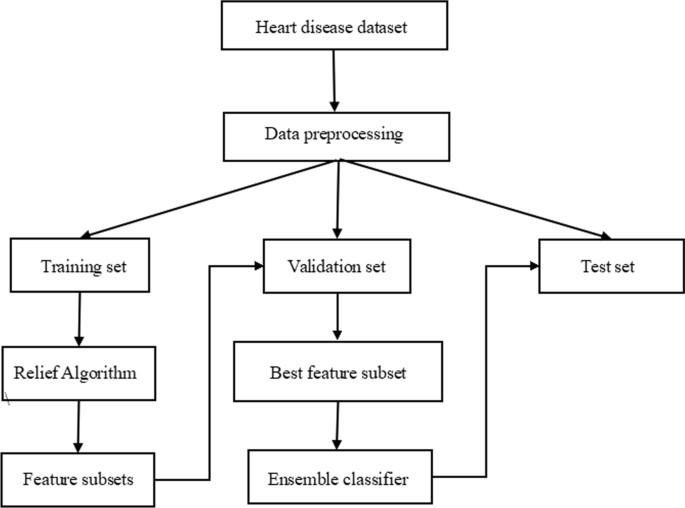 Heart disease dataset
Data preprocessing
Training set
Validation set
Test set
Relief Algorithm
Best feature subset
Feature subsets
Ensemble classifier